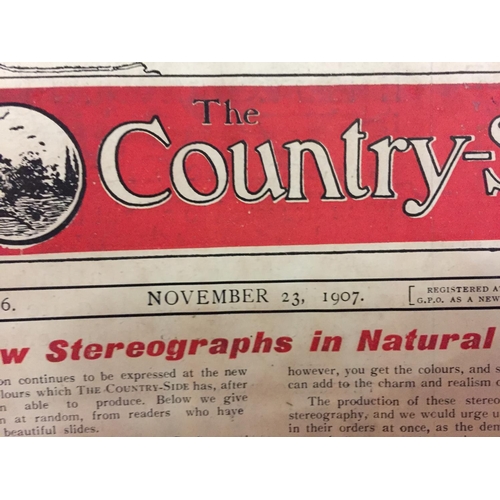 The
Country-S
6.
NOVEMBER 23, 1907.
[ REGISTERED A
G.P.O. AS A NEW
w Stereographs in Natural
on continues to be expressed at the new
lours which THE COUNTRY-SIDE has, after
n able to produce. Below we give
n at random, from readers who have
beautiful slides.
however, you get the colours, and s
can add to the charm and realism o
The production of these stereo
stereography, and we would urge u
in their orders at once, as the dem